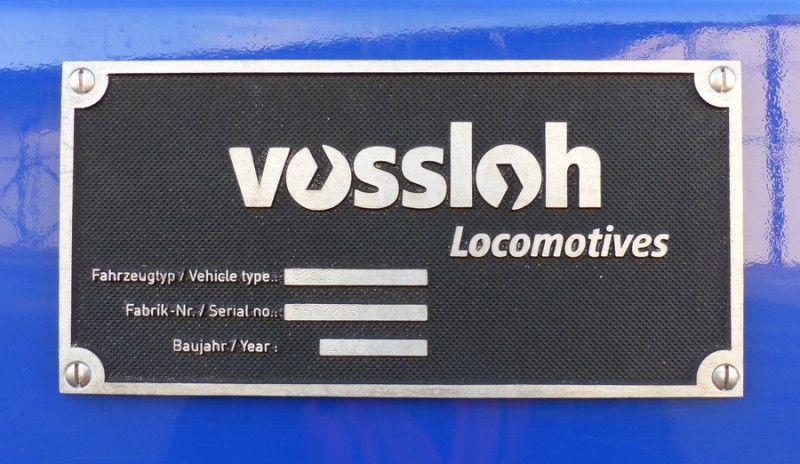 vossloh
Locomotives
Fahrzeugtyp / Vehicle type.:
Fabrik-Nr. / Serial no.:
Baujahr / Year :